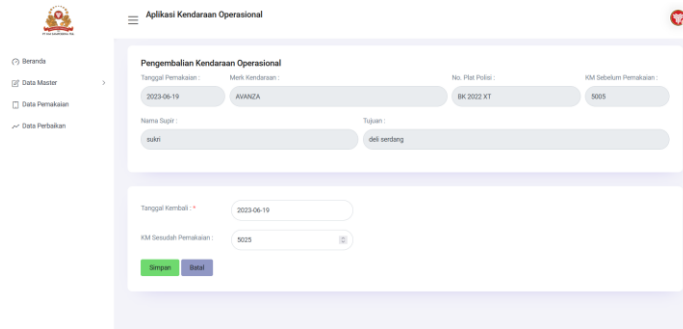 Aplikasi Kendaraan Operasional
Beranda
Data Master
Data Pemakaian
Data Perbaikan
Pengembalian Kendaraan Operasional
Tanggal Pemakaian : Merk Kendaraan : No. Plat Polisi : KM Sebelum Pemakaian :
2023-06-19 AVANZA BK 2022 XT 5005
Nama Supir : Tujuan :
sukri deli serdang
Tanggal Kembali : * 2023-06-19
KM Sesudah Pemakaian : 5025
Simpan Batal